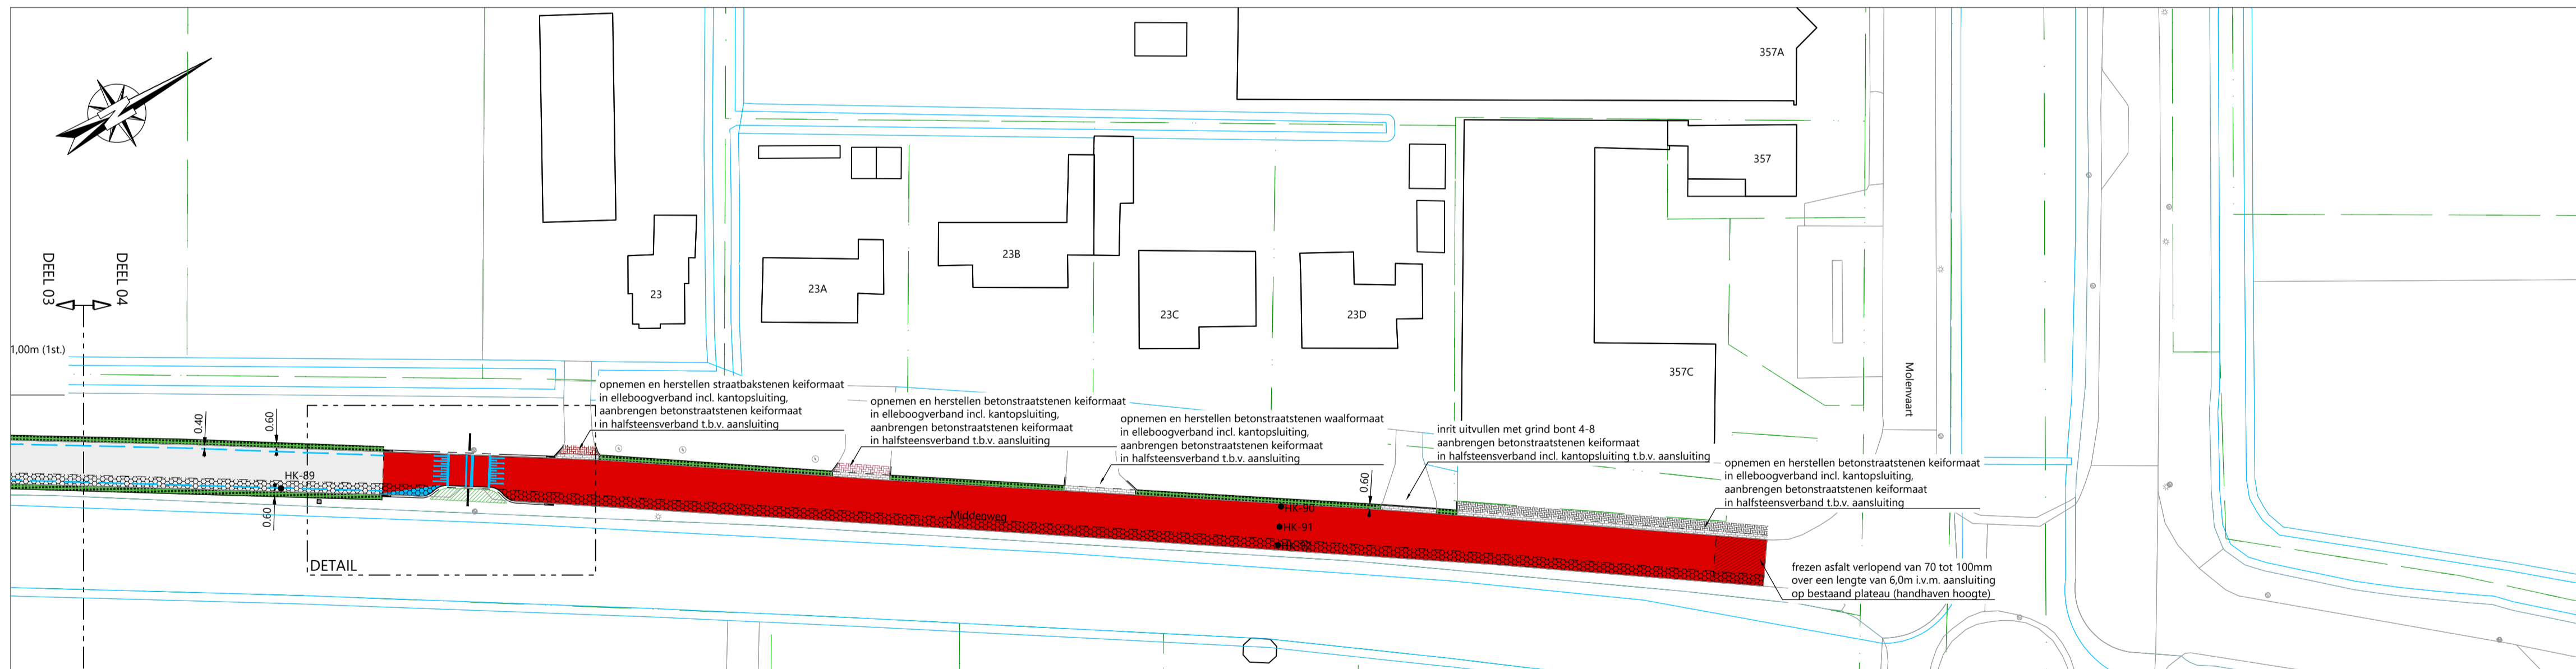 357A
357
DEEL 03
DEEL 04
23B
23A
23
23C
23D
1,00m (1st.)
357C
Molenvaart
opnemen en herstellen straatbakstenen keiformaat
in elleboogverband incl. kantopsluiting,
aanbrengen betonstraatstenen keiformaat
in halfsteensverband t.b.v. aansluiting
opnemen en herstellen betonstraatstenen keiformaat
in elleboogverband incl. kantopsluiting,
aanbrengen betonstraatstenen keiformaat
in halfsteensverband t.b.v. aansluiting
opnemen en herstellen betonstraatstenen waalformaat
in elleboogverband incl. kantopsluiting,
aanbrengen betonstraatstenen keiformaat
in halfsteensverband t.b.v. aansluiting
inrit uitvullen met grind bont 4-8
aanbrengen betonstraatstenen keiformaat
in halfsteensverband incl. kantopsluiting t.b.v. aansluiting
opnemen en herstellen betonstraatstenen keiformaat
in elleboogverband incl. kantopsluiting,
aanbrengen betonstraatstenen keiformaat
in halfsteensverband t.b.v. aansluiting
0.40
0.60
HK-89
0.60
0.60
Middenweg
HK-90
HK-91
DETAIL
frezen asfalt verlopend van 70 tot 100mm
over een lengte van 6,0m i.v.m. aansluiting
op bestaand plateau (handhaven hoogte)